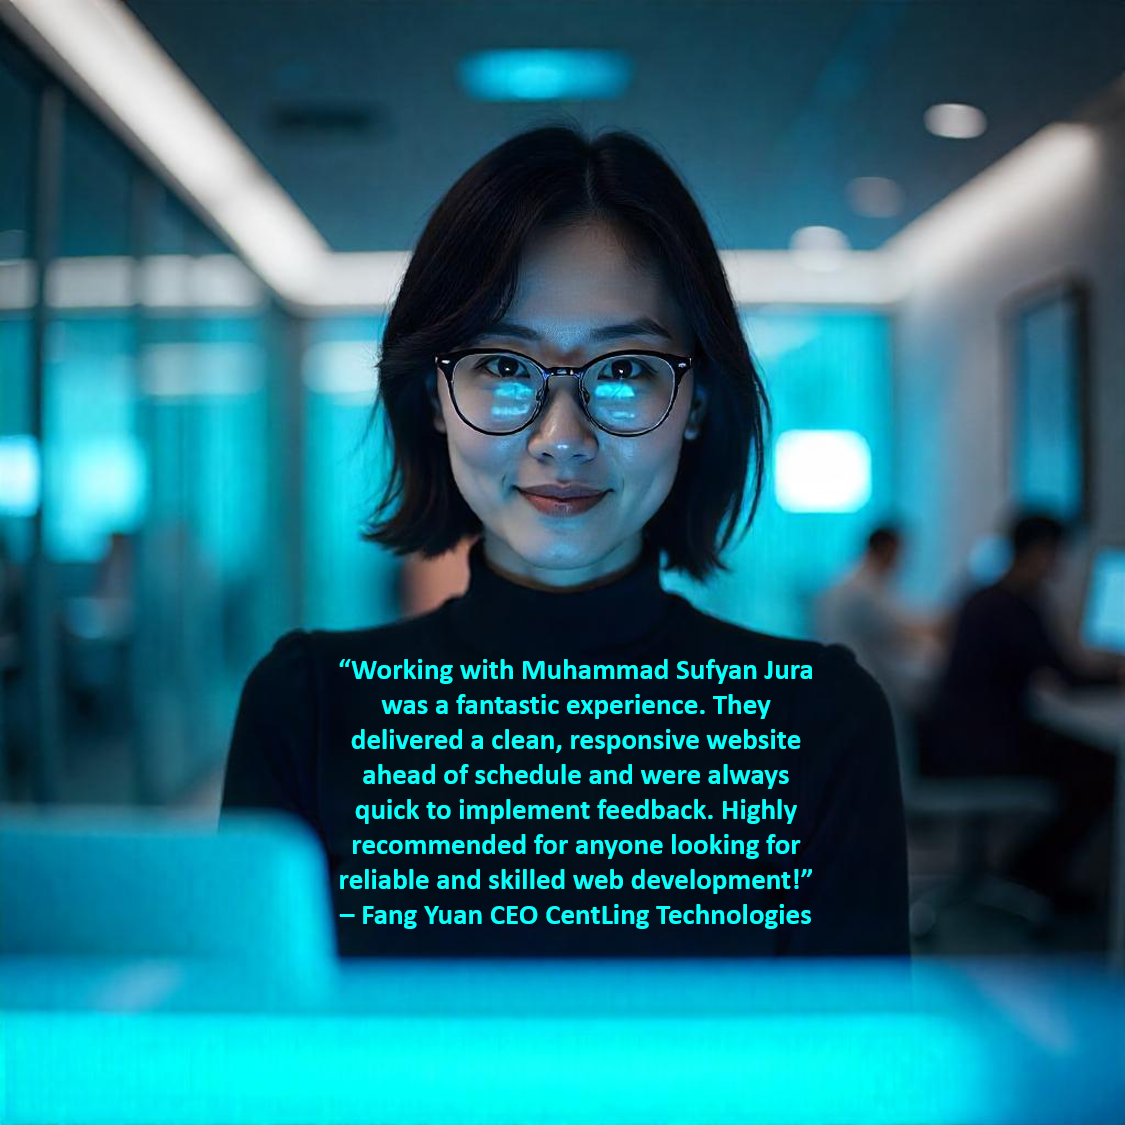 “Working with Muhammad Sufyan Jura
was a fantastic experience. They
delivered a clean, responsive website
ahead of schedule and were always
quick to implement feedback. Highly
recommended for anyone looking for
reliable and skilled web development!”
– Fang Yuan CEO CentLing Technologies